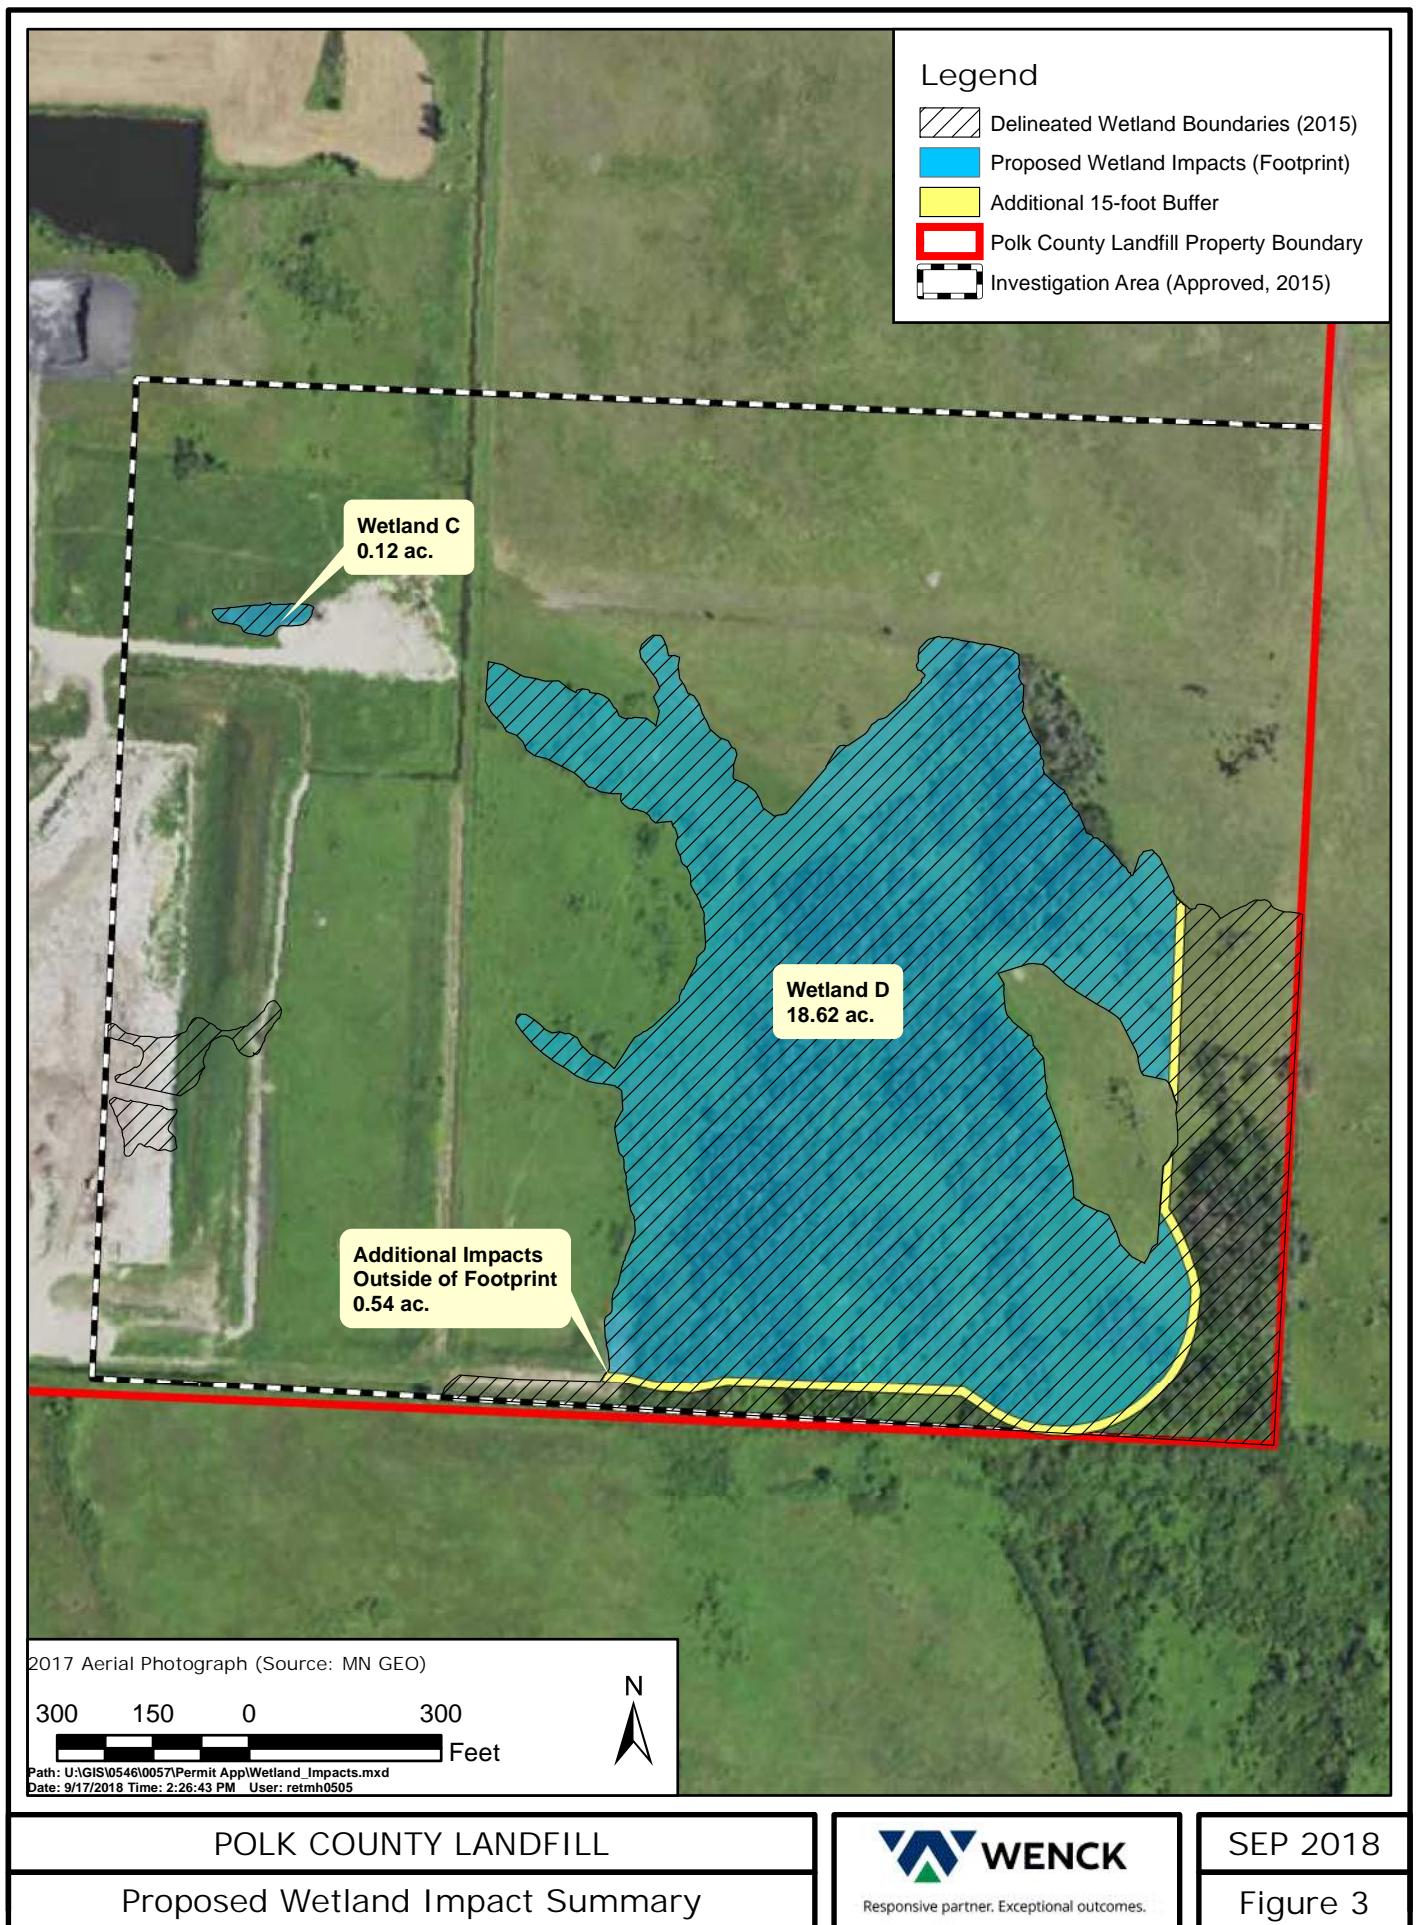 Legend
Delineated Wetland Boundaries (2015)
Proposed Wetland Impacts (Footprint)
Additional 15-foot Buffer
Polk County Landfill Property Boundary
Investigation Area (Approved, 2015)
Wetland C
0.12 ac.
Wetland D
18.62 ac.
Additional Impacts
Outside of Footprint
0.54 ac.
2017 Aerial Photograph (Source: MN GEO)
300 150 0 300
Feet
N
Path: U:\GIS\0546\0057\Permit App\Wetland_Impacts.mxd
Date: 9/17/2018 Time: 2:26:43 PM User: retmh0505
POLK COUNTY LANDFILL
Proposed Wetland Impact Summary
WENCK
Responsive partner. Exceptional outcomes.
SEP 2018
Figure 3